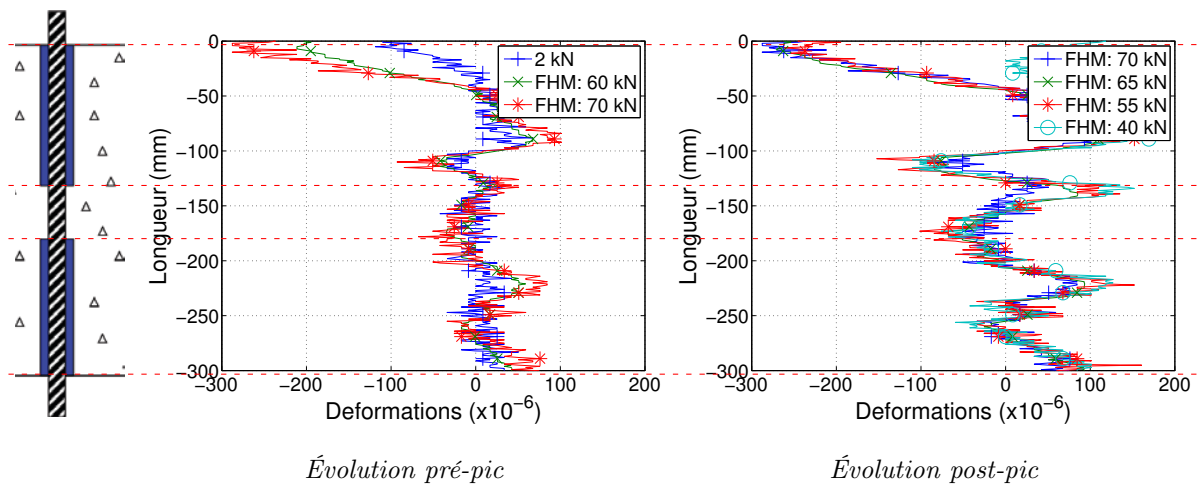 0
−50
−100
−150
−200
−250
−300
Longueur (mm)
−300 −200 −100 0 100 200
Deformations (x10⁻⁶)
2 kN
FHM: 60 kN
FHM: 70 kN
Évolution pré-pic
0
−50
−100
−150
−200
−250
−300
Longueur (mm)
−300 −200 −100 0 100 200
Deformations (x10⁻⁶)
FHM: 70 kN
FHM: 65 kN
FHM: 55 kN
FHM: 40 kN
Évolution post-pic